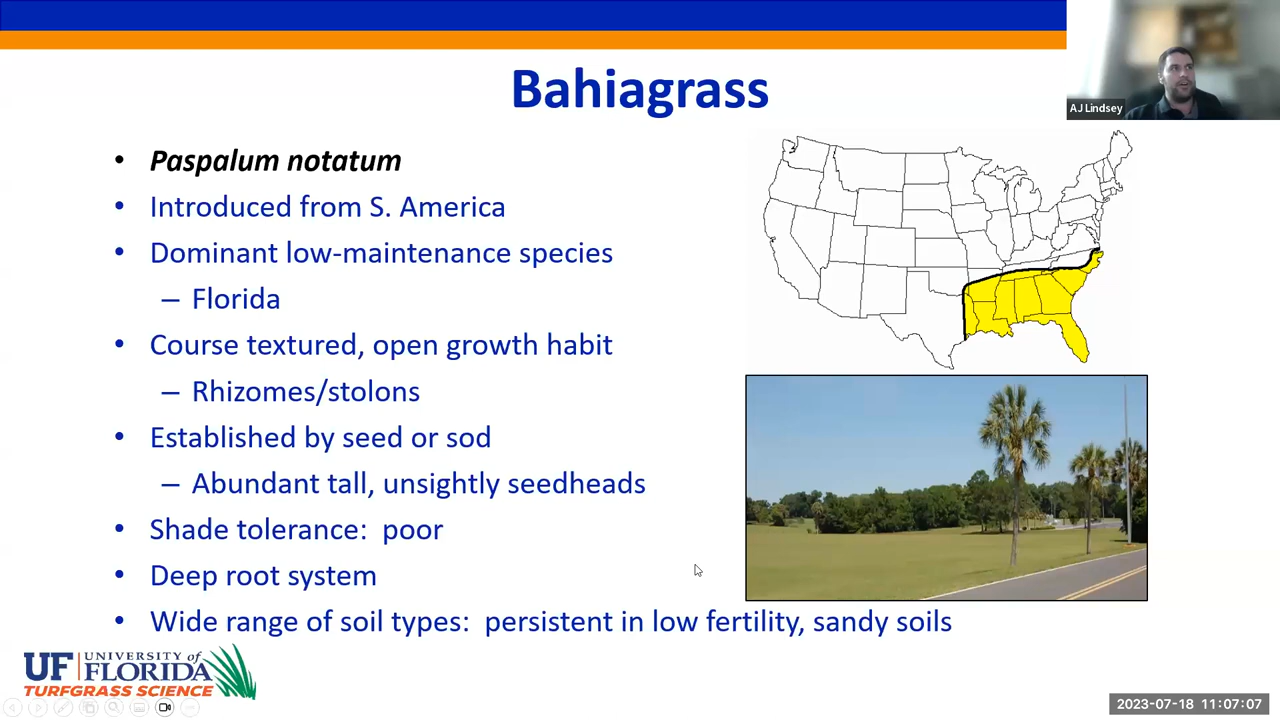 Bahiagrass
A J Lindsey
• Paspalum notatum
• Introduced from S. America
• Dominant low-maintenance species
– Florida
• Course textured, open growth habit
– Rhizomes/stolons
• Established by seed or sod
– Abundant tall, unsightly seedheads
• Shade tolerance: poor
• Deep root system
• Wide range of soil types: persistent in low fertility, sandy soils
UF UNIVERSITY of
FLORIDA
TURFGRASS SCIENCE
2023-07-18 11:07:07